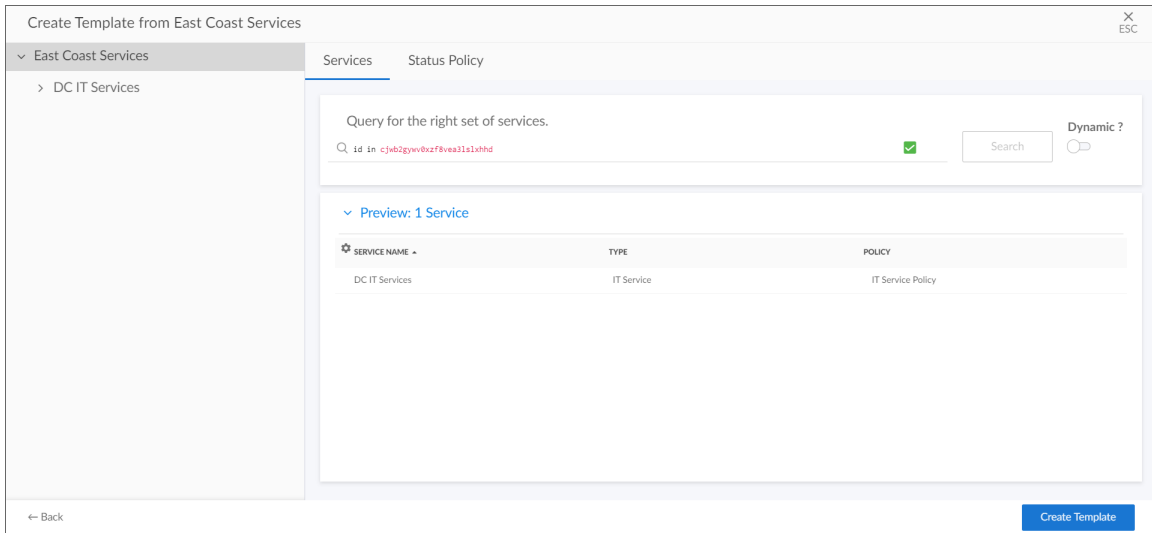 Create Template from East Coast Services
ESC
East Coast Services
DC IT Services
Services Status Policy
Query for the right set of services.
id in cjwb2gywv0xzf8vea3lslxhhd
Search
Dynamic ?
Preview: 1 Service
SERVICE NAME TYPE POLICY
DC IT Services IT Service IT Service Policy
← Back
Create Template